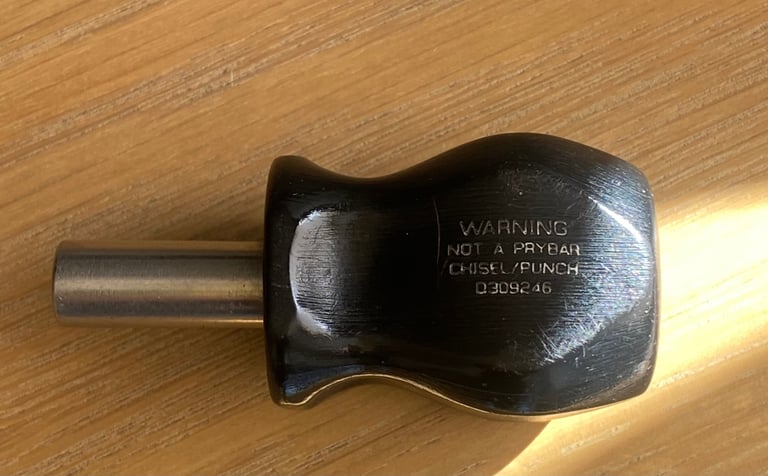 WARNING
NOT A PRYBAR
CHISEL/PUNCH
D309246